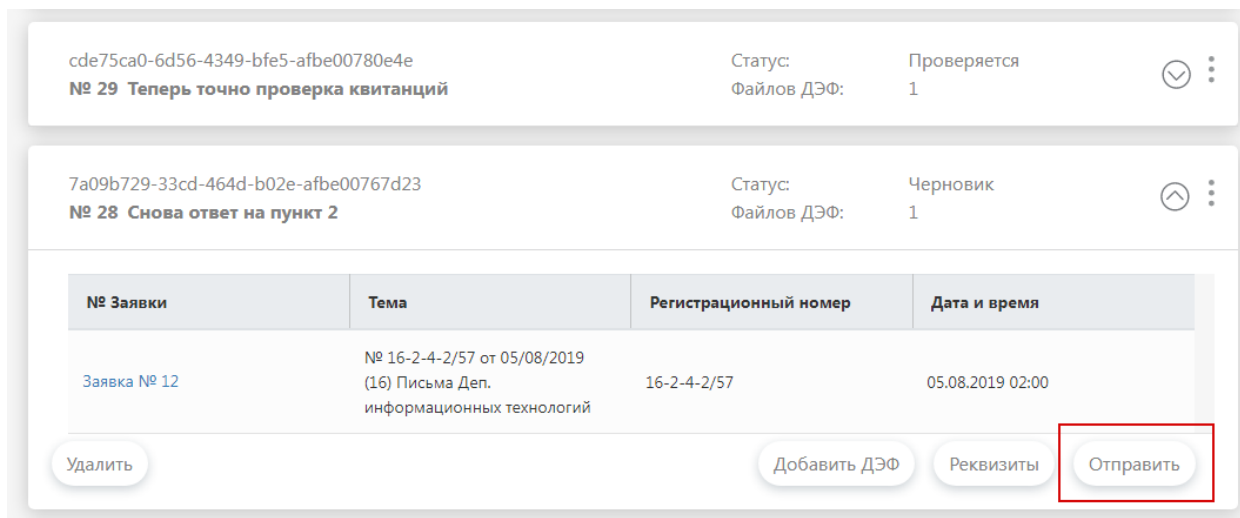 cde75ca0-6d56-4349-bfe5-afbe00780e4e Статус: Проверяется
№ 29 Теперь точно проверка квитанций Файлов ДЭФ: 1
7a09b729-33cd-464d-b02e-afbe00767d23 Статус: Черновик
№ 28 Снова ответ на пункт 2 Файлов ДЭФ: 1
№ Заявки Тема Регистрационный номер Дата и время
№ 16-2-4-2/57 от 05/08/2019
Заявка № 12 (16) Письма Деп. 16-2-4-2/57 05.08.2019 02:00
информационных технологий
Удалить Добавить ДЭФ Реквизиты Отправить